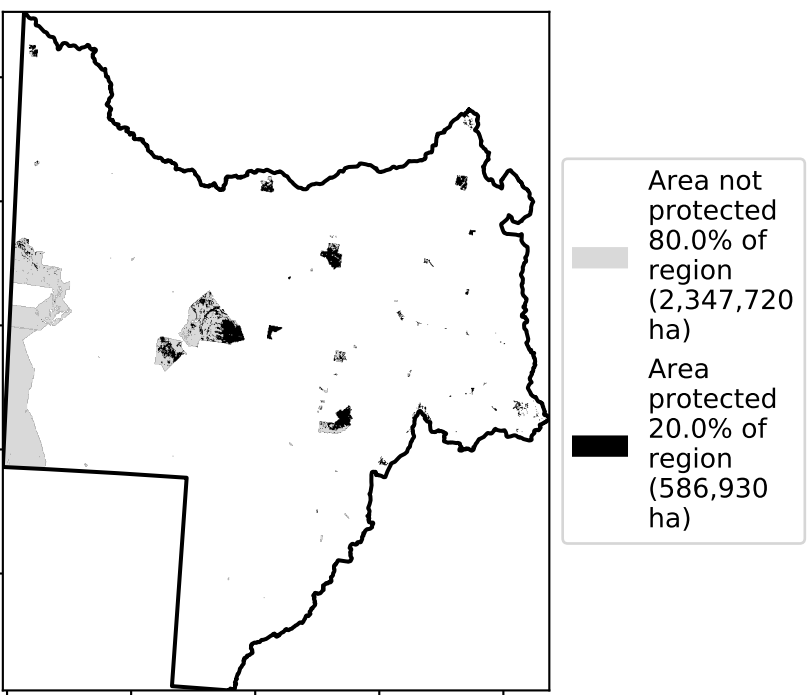 Area not
protected
80.0% of
region
(2,347,720
ha)
Area
protected
20.0% of
region
(586,930
ha)